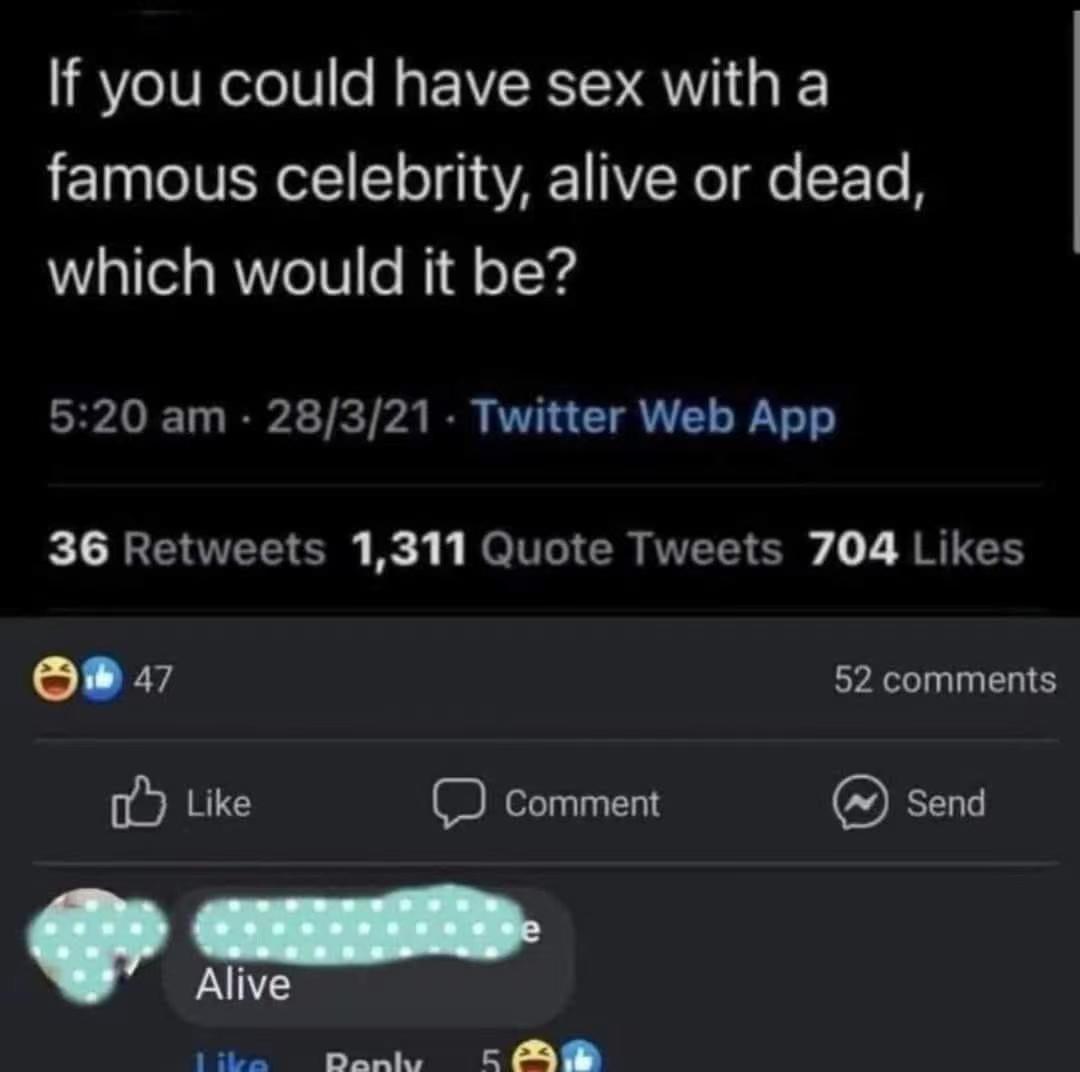 If you could have sex with a
famous celebrity, alive or dead,
which would it be?
5:20 am · 28/3/21 · Twitter Web App
36 Retweets 1,311 Quote Tweets 704 Likes
47 52 comments
Like Comment Send
e
Alive
Like Reply 5